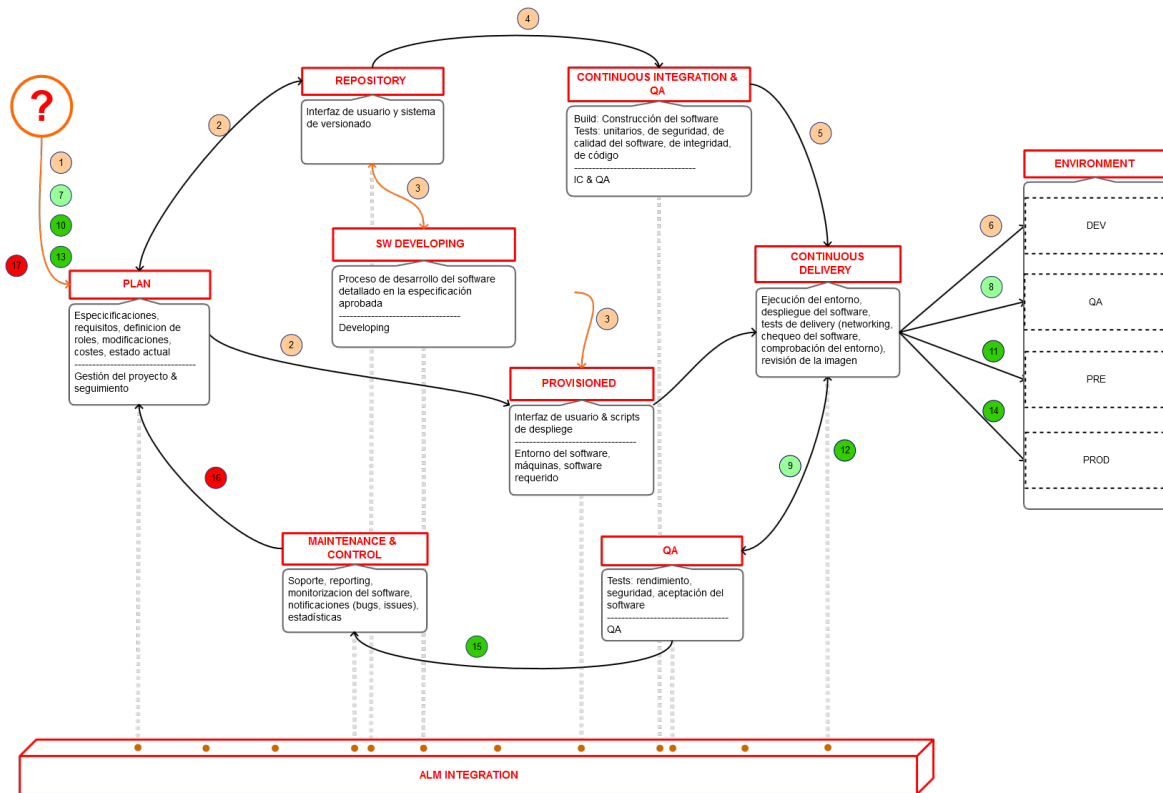 4
REPOSITORY
Interfaz de usuario y sistema
de versionado
CONTINUOUS INTEGRATION &
QA
Build: Construcción del software
Tests: unitarios, de seguridad, de
calidad del software, de integridad,
de código
---------------------------------
IC & QA
?
1
7
10
13
17
2
5
3
ENVIRONMENT
DEV
QA
PRE
PROD
SW DEVELOPING
Proceso de desarrollo del software
detallado en la especificación
aprobada
---------------------------------
Developing
PLAN
Especicificaciones,
requisitos, definicion de
roles, modificaciones,
costes, estado actual
---------------------------------
Gestión del proyecto &
seguimiento
CONTINUOUS
DELIVERY
Ejecución del entorno,
despliegue del software,
tests de delivery (networking,
chequeo del software,
comprobación del entorno),
revisión de la imagen
6
8
11
14
2
3
PROVISIONED
Interfaz de usuario & scripts
de despliege
---------------------------------
Entorno del software,
máquinas, software
requerido
9
12
16
MAINTENANCE &
CONTROL
Soporte, reporting,
monitorizacion del software,
notificaciones (bugs, issues),
estadísticas
QA
Tests: rendimiento,
seguridad, aceptación del
software
---------------------------------
QA
15
ALM INTEGRATION